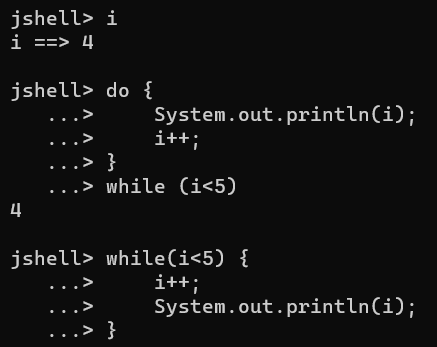 jshell> i
i ==> 4

jshell> do {
   ...>     System.out.println(i);
   ...>     i++;
   ...> }
   ...> while (i<5)
4

jshell> while(i<5) {
   ...>     i++;
   ...>     System.out.println(i);
   ...> }